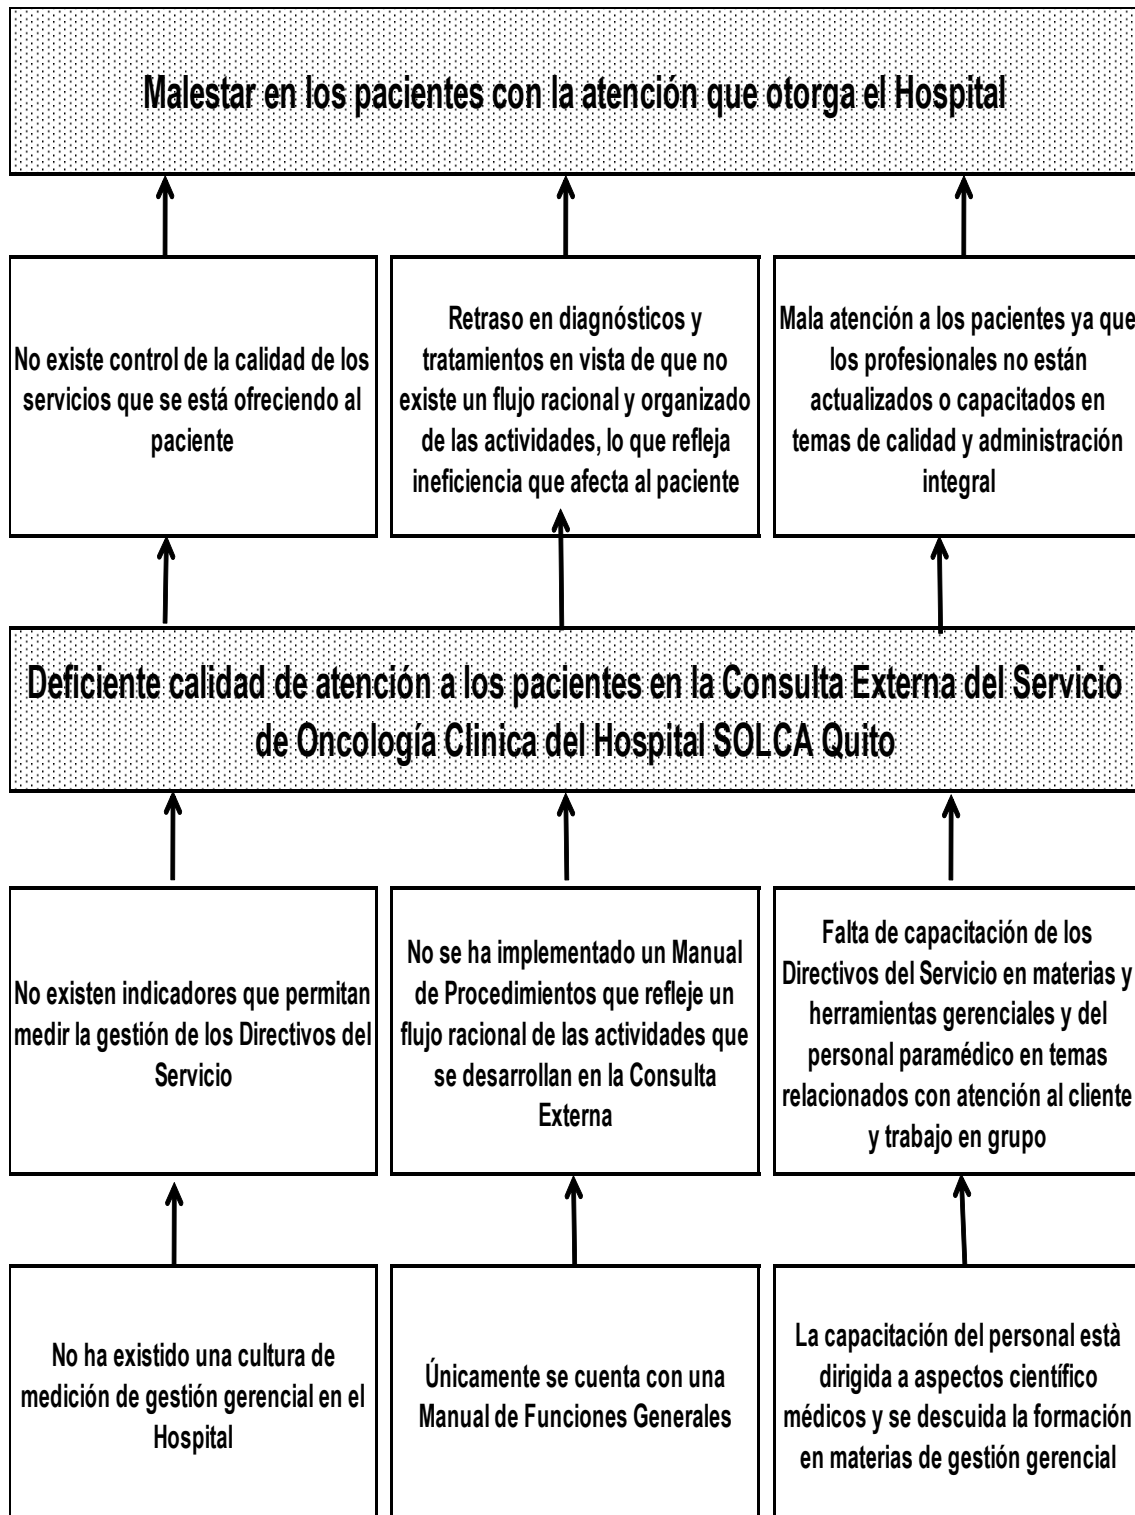 Malestar en los pacientes con la atención que otorga el Hospital
No existe control de la calidad de los
servicios que se está ofreciendo al
paciente
Retraso en diagnósticos y
tratamientos en vista de que no
existe un flujo racional y organizado
de las actividades, lo que refleja
ineficiencia que afecta al paciente
Mala atención a los pacientes ya que
los profesionales no están
actualizados o capacitados en
temas de calidad y administración
integral
Deficiente calidad de atención a los pacientes en la Consulta Externa del Servicio
de Oncología Clinica del Hospital SOLCA Quito
No existen indicadores que permitan
medir la gestión de los Directivos del
Servicio
No se ha implementado un Manual
de Procedimientos que refleje un
flujo racional de las actividades que
se desarrollan en la Consulta
Externa
Falta de capacitación de los
Directivos del Servicio en materias y
herramientas gerenciales y del
personal paramédico en temas
relacionados con atención al cliente
y trabajo en grupo
No ha existido una cultura de
medición de gestión gerencial en el
Hospital
Únicamente se cuenta con una
Manual de Funciones Generales
La capacitación del personal està
dirigida a aspectos científico
médicos y se descuida la formación
en materias de gestión gerencial